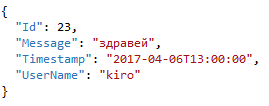 {
  "Id": 23,
  "Message": "здравей",
  "Timestamp": "2017-04-06T13:00:00",
  "UserName": "kiro"
}